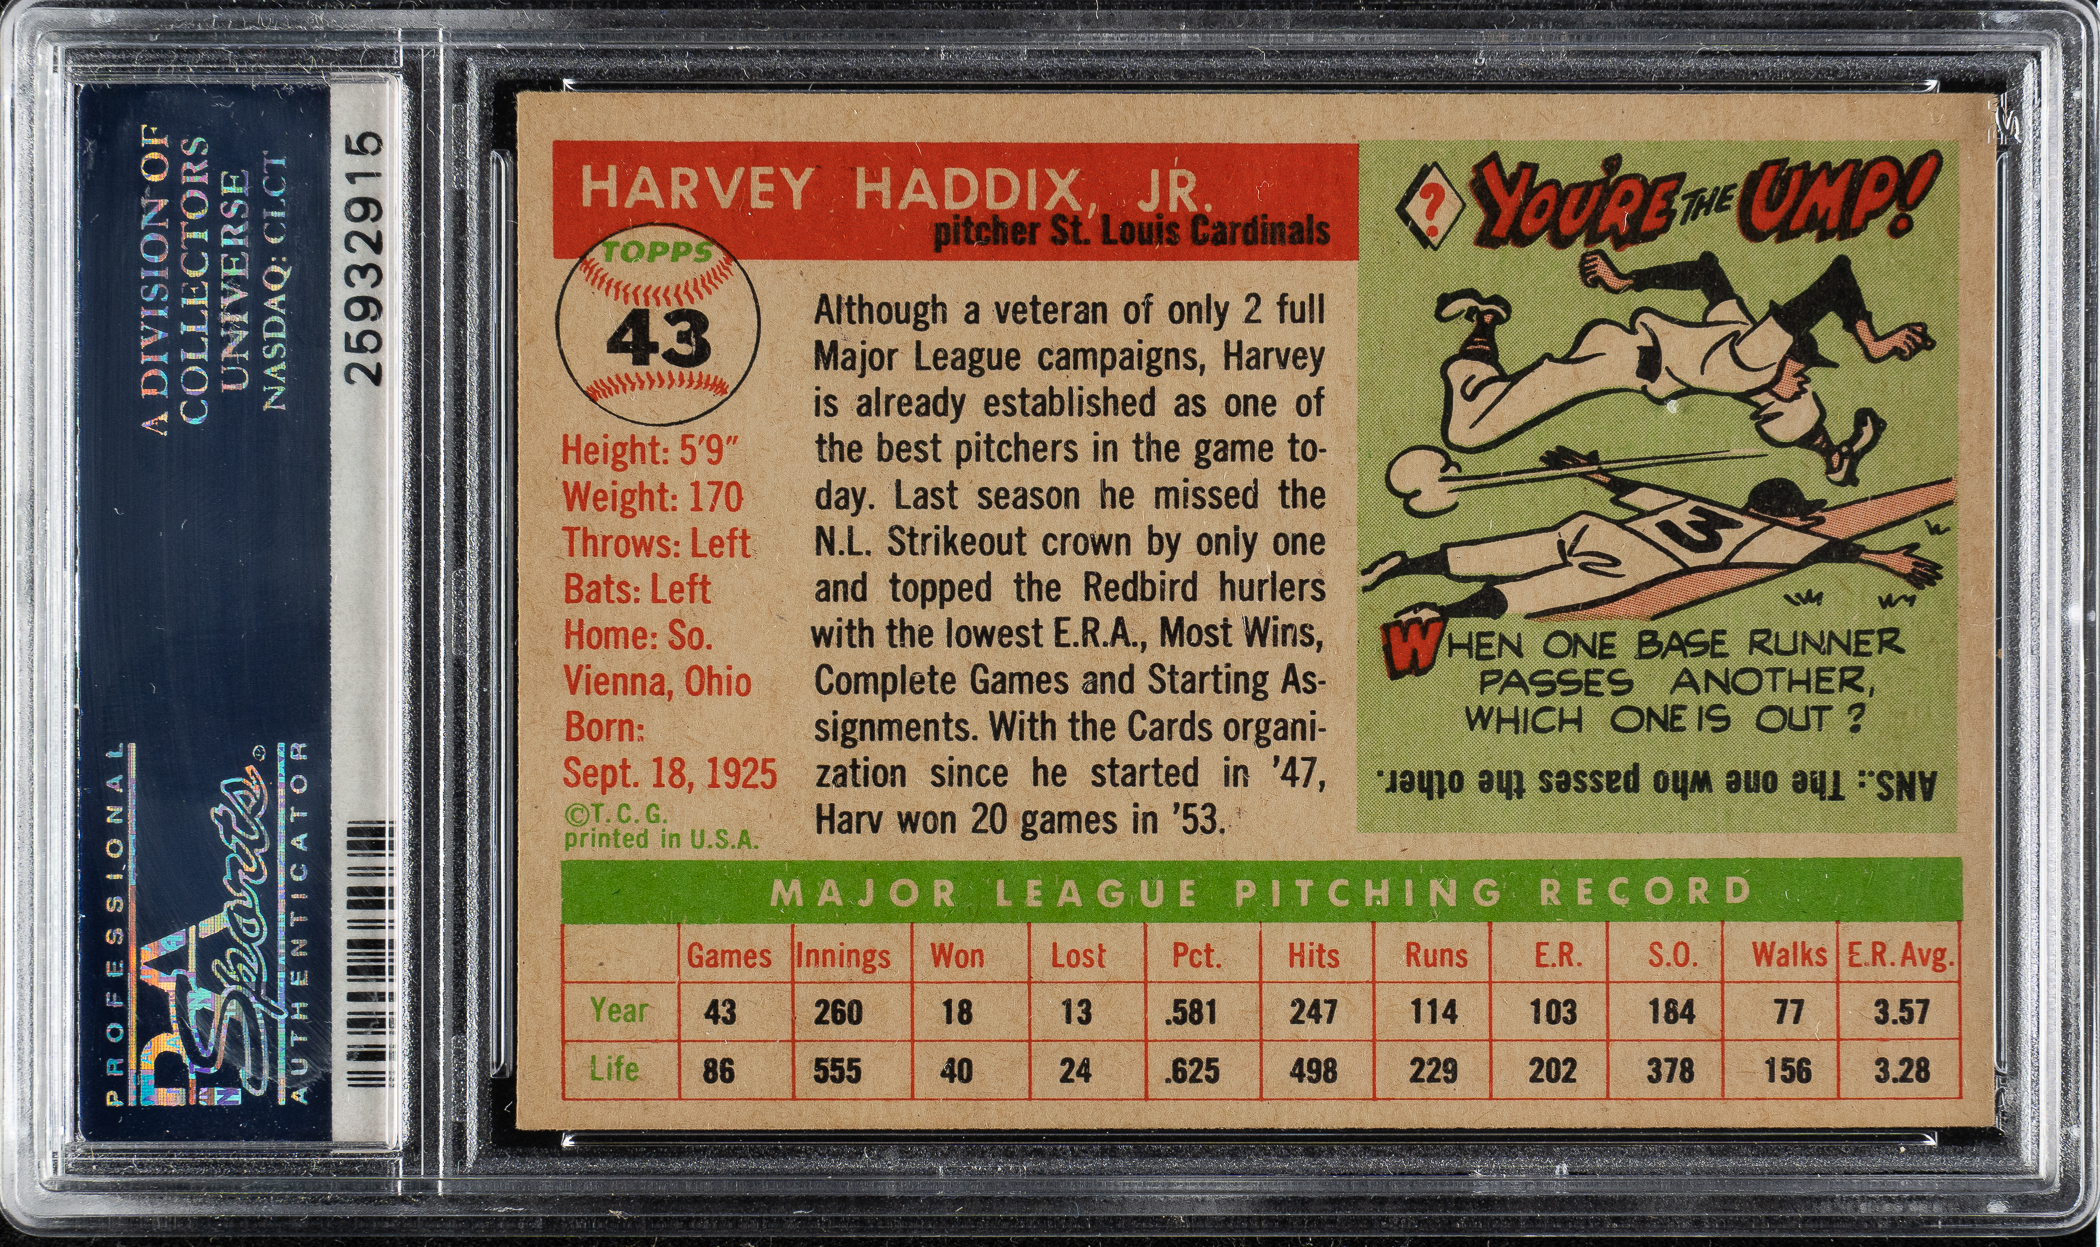 A DIVISION OF
COLLECTORS
UNIVERSE
NASDAQ: CLCT
25932915
PROFESSIONAL
PSA
Sports
AUTHENTICATOR
HARVEY HADDIX, JR.
pitcher St. Louis Cardinals
TOPPS
43
Height: 5'9"
Weight: 170
Throws: Left
Bats: Left
Home: So.
Vienna, Ohio
Born:
Sept. 18, 1925
©T.C.G.
printed in U.S.A.
Although a veteran of only 2 full
Major League campaigns, Harvey
is already established as one of
the best pitchers in the game to-
day. Last season he missed the
N.L. Strikeout crown by only one
and topped the Redbird hurlers
with the lowest E.R.A., Most Wins,
Complete Games and Starting As-
signments. With the Cards organi-
zation since he started in '47,
Harv won 20 games in '53.
? YOU'RE THE UMP!
3
WHEN ONE BASE RUNNER
PASSES ANOTHER,
WHICH ONE IS OUT?
ANS.: The one who passes the other.
MAJOR LEAGUE PITCHING RECORD
Games Innings Won Lost Pct. Hits Runs E.R. S.O. Walks E.R. Avg.
Year 43 260 18 13 .581 247 114 103 184 77 3.57
Life 86 555 40 24 .625 498 229 202 378 156 3.28